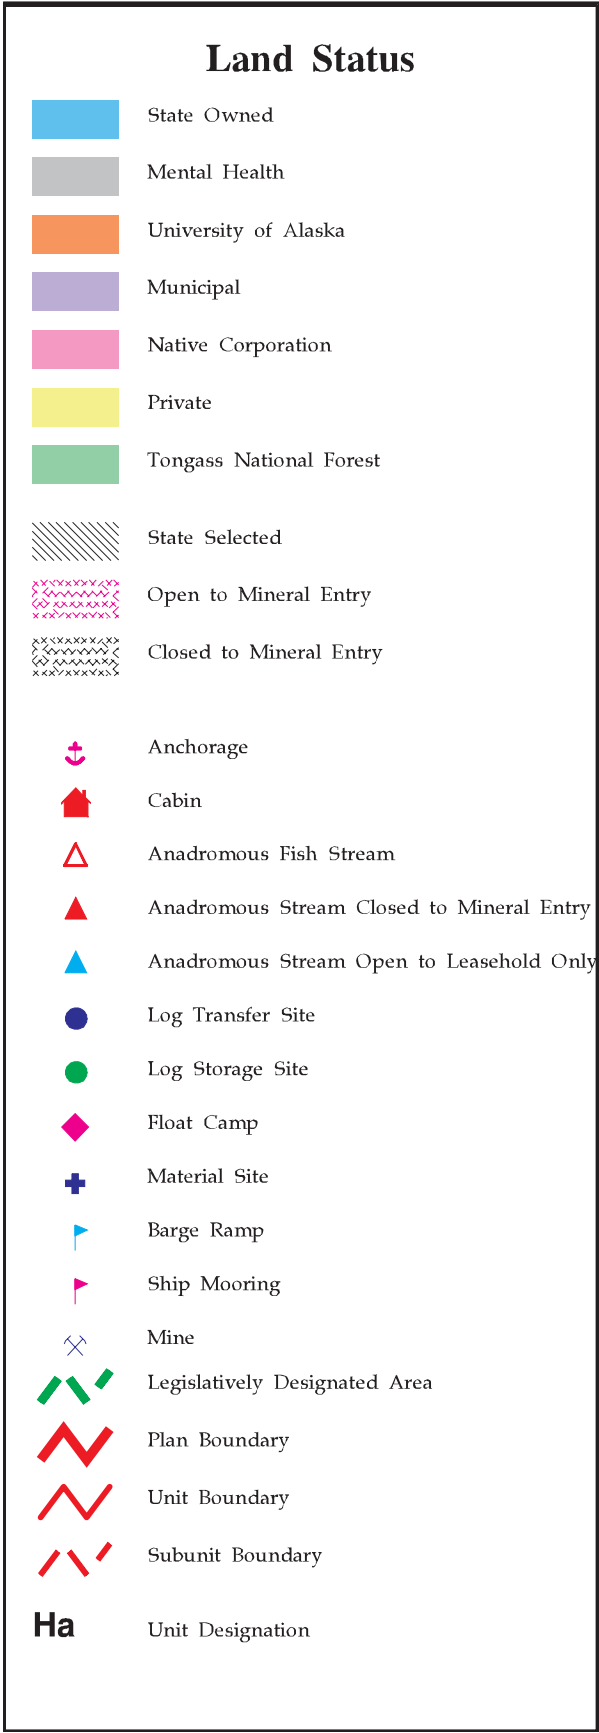 Land Status
State Owned
Mental Health
University of Alaska
Municipal
Native Corporation
Private
Tongass National Forest
State Selected
Open to Mineral Entry
Closed to Mineral Entry
Anchorage
Cabin
Anadromous Fish Stream
Anadromous Stream Closed to Mineral Entry
Anadromous Stream Open to Leasehold Only
Log Transfer Site
Log Storage Site
Float Camp
Material Site
Barge Ramp
Ship Mooring
Mine
Legislatively Designated Area
Plan Boundary
Unit Boundary
Subunit Boundary
Ha Unit Designation